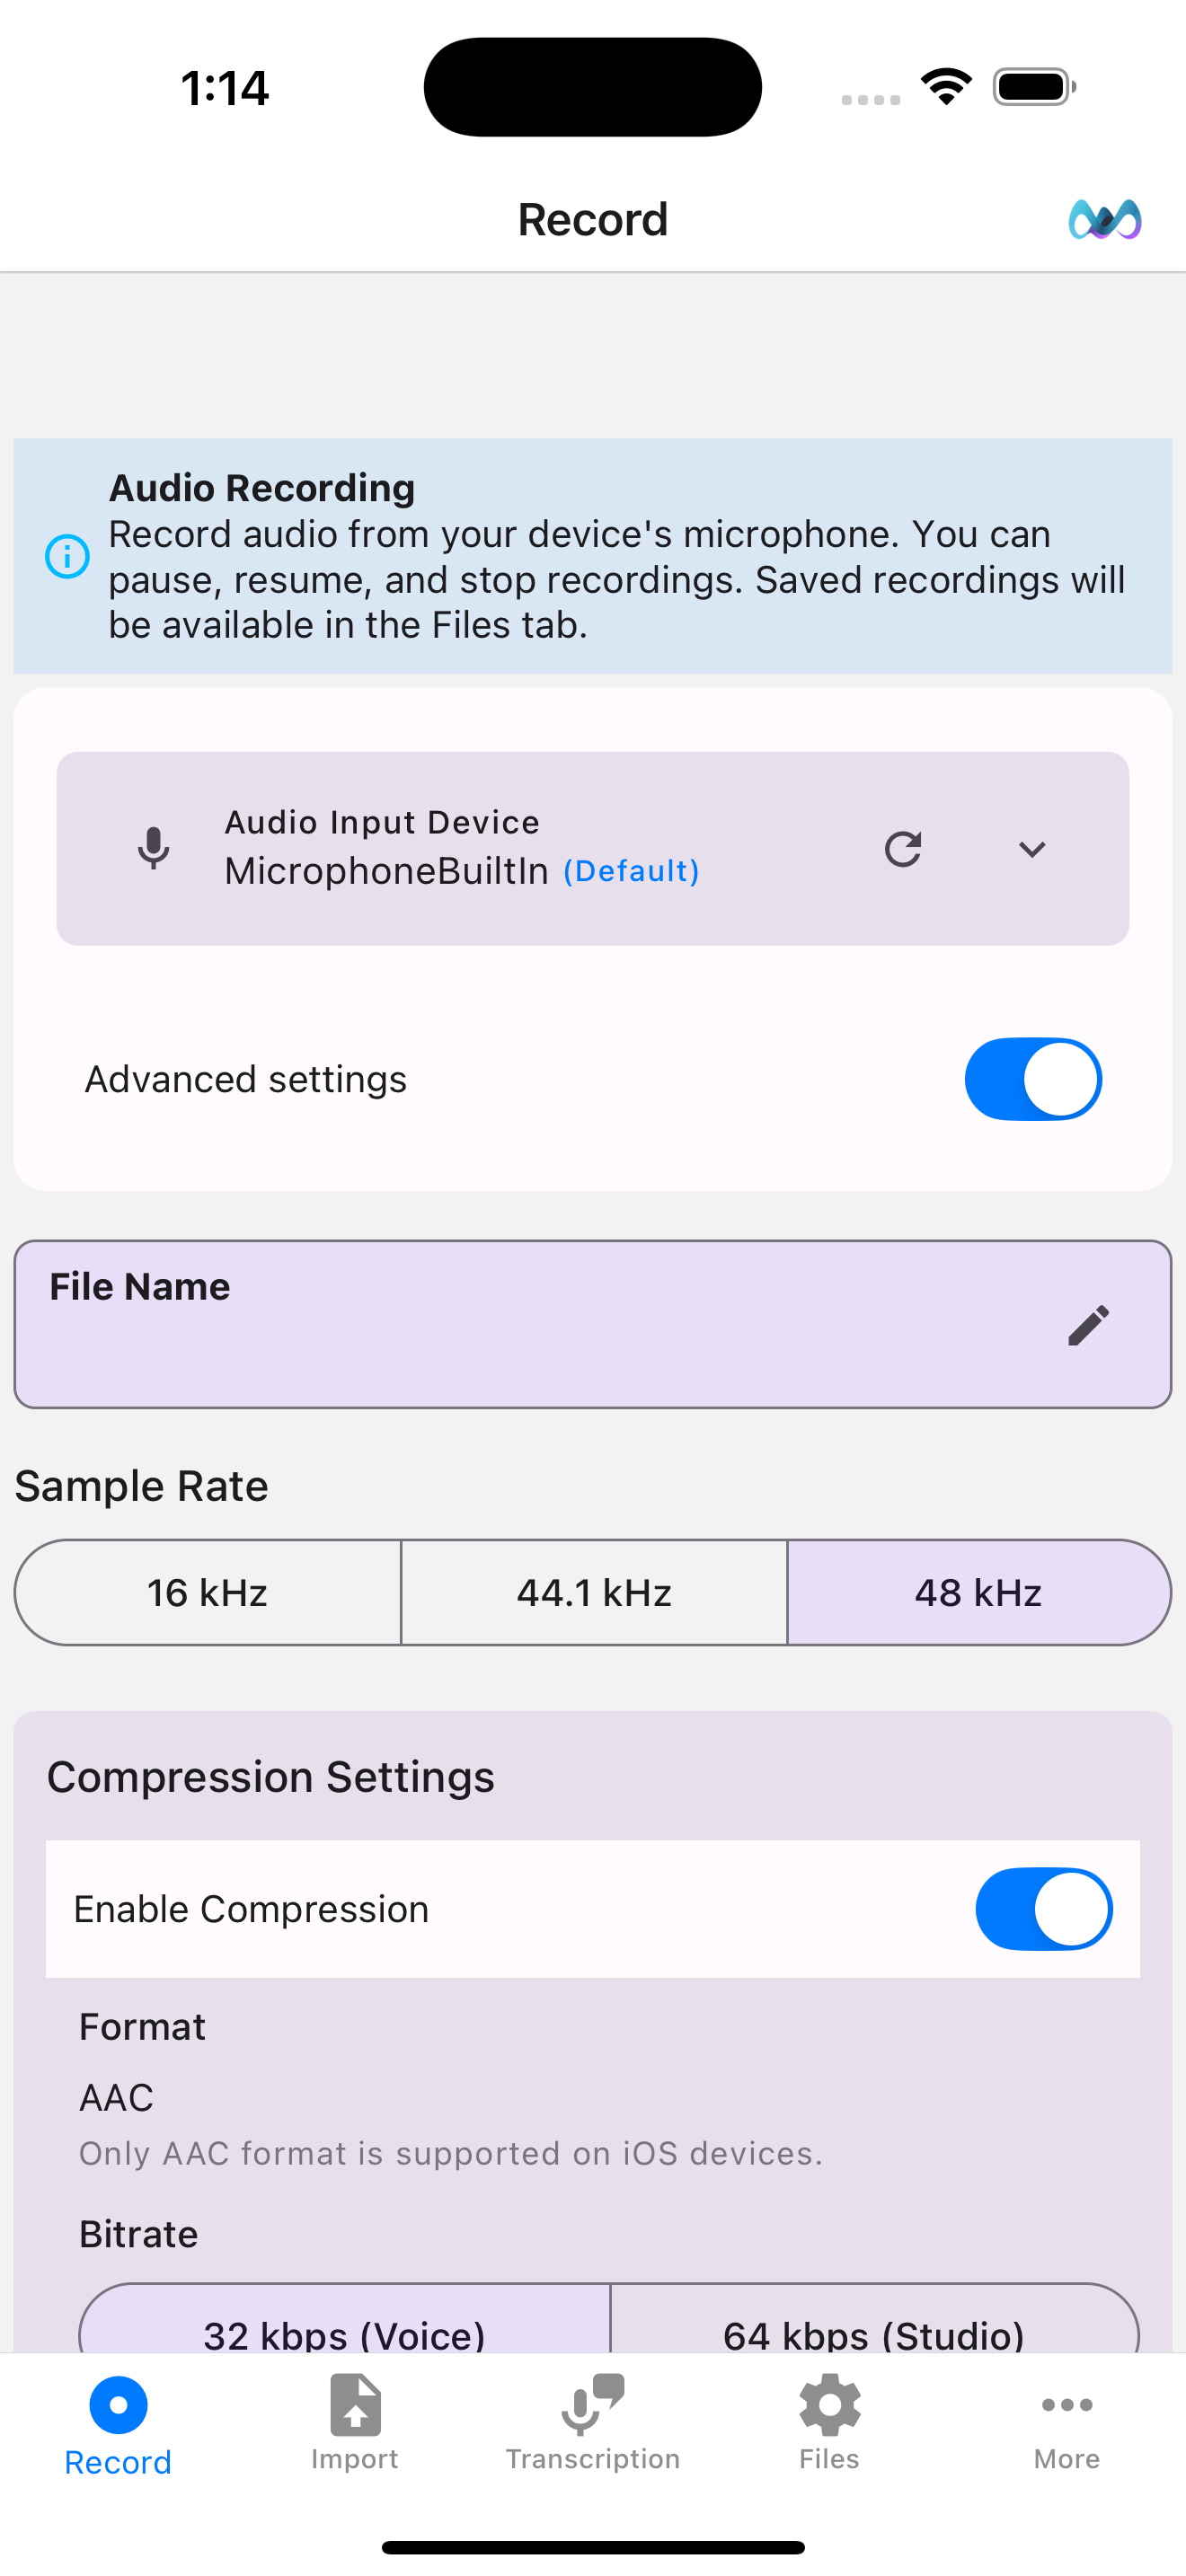 1:14
Record
Audio Recording
Record audio from your device's microphone. You can
pause, resume, and stop recordings. Saved recordings will
be available in the Files tab.
Audio Input Device
MicrophoneBuiltIn (Default)
Advanced settings
File Name
Sample Rate
16 kHz
44.1 kHz
48 kHz
Compression Settings
Enable Compression
Format
AAC
Only AAC format is supported on iOS devices.
Bitrate
32 kbps (Voice)
64 kbps (Studio)
Record
Import
Transcription
Files
More